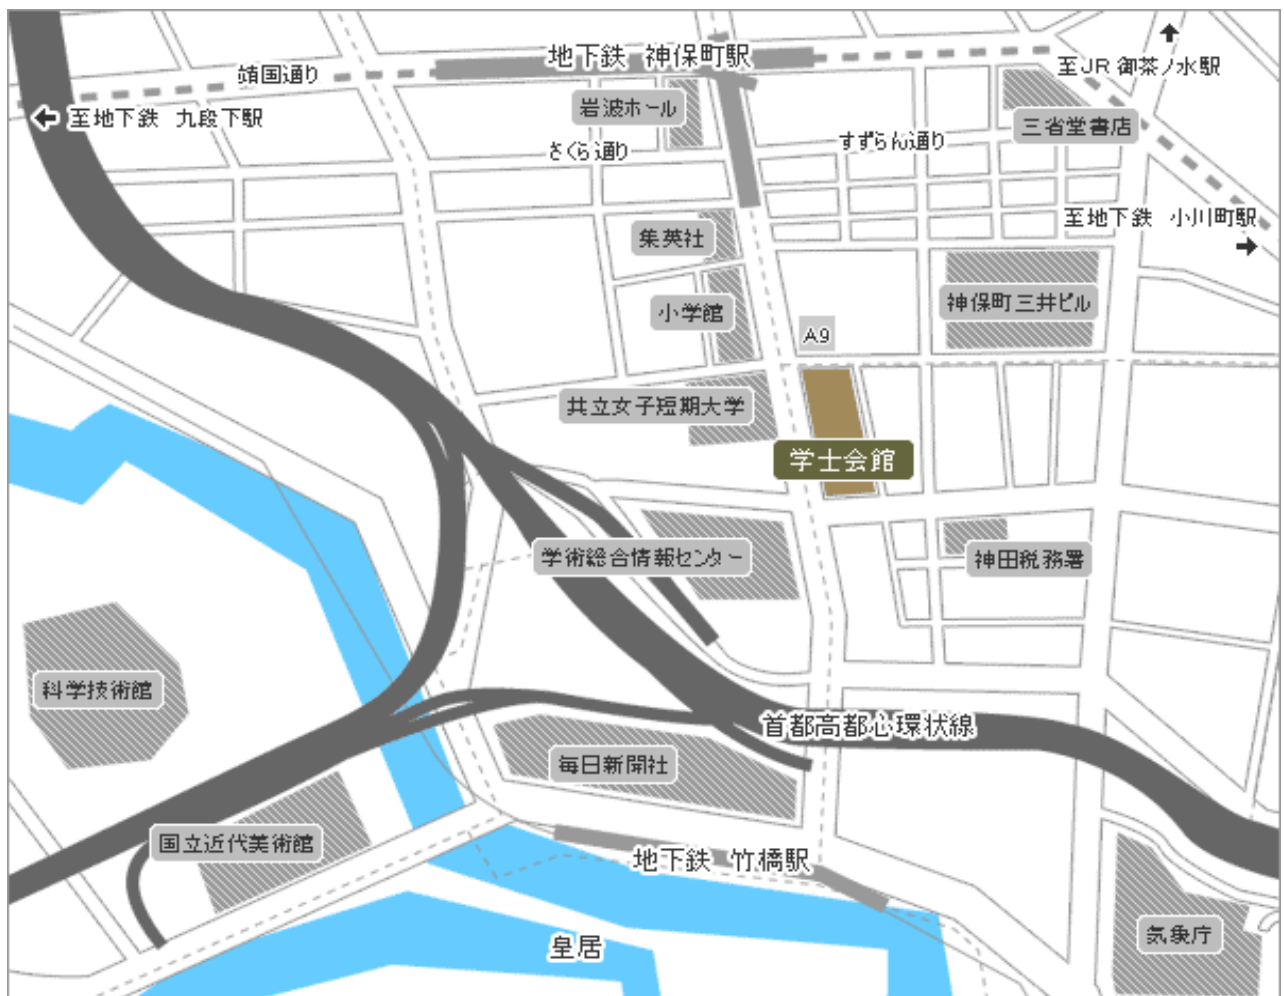 地下鉄 神保町駅
至JR 御茶ノ水駅
靖国通り
岩波ホール
至地下鉄 九段下駅
三省堂書店
さくら通り
すずらん通り
至地下鉄 小川町駅
集英社
神保町三井ビル
小学館
A9
共立女子短期大学
学士会館
学術総合情報センター
神田税務署
科学技術館
首都高都心環状線
毎日新聞社
国立近代美術館
地下鉄 竹橋駅
気象庁
皇居